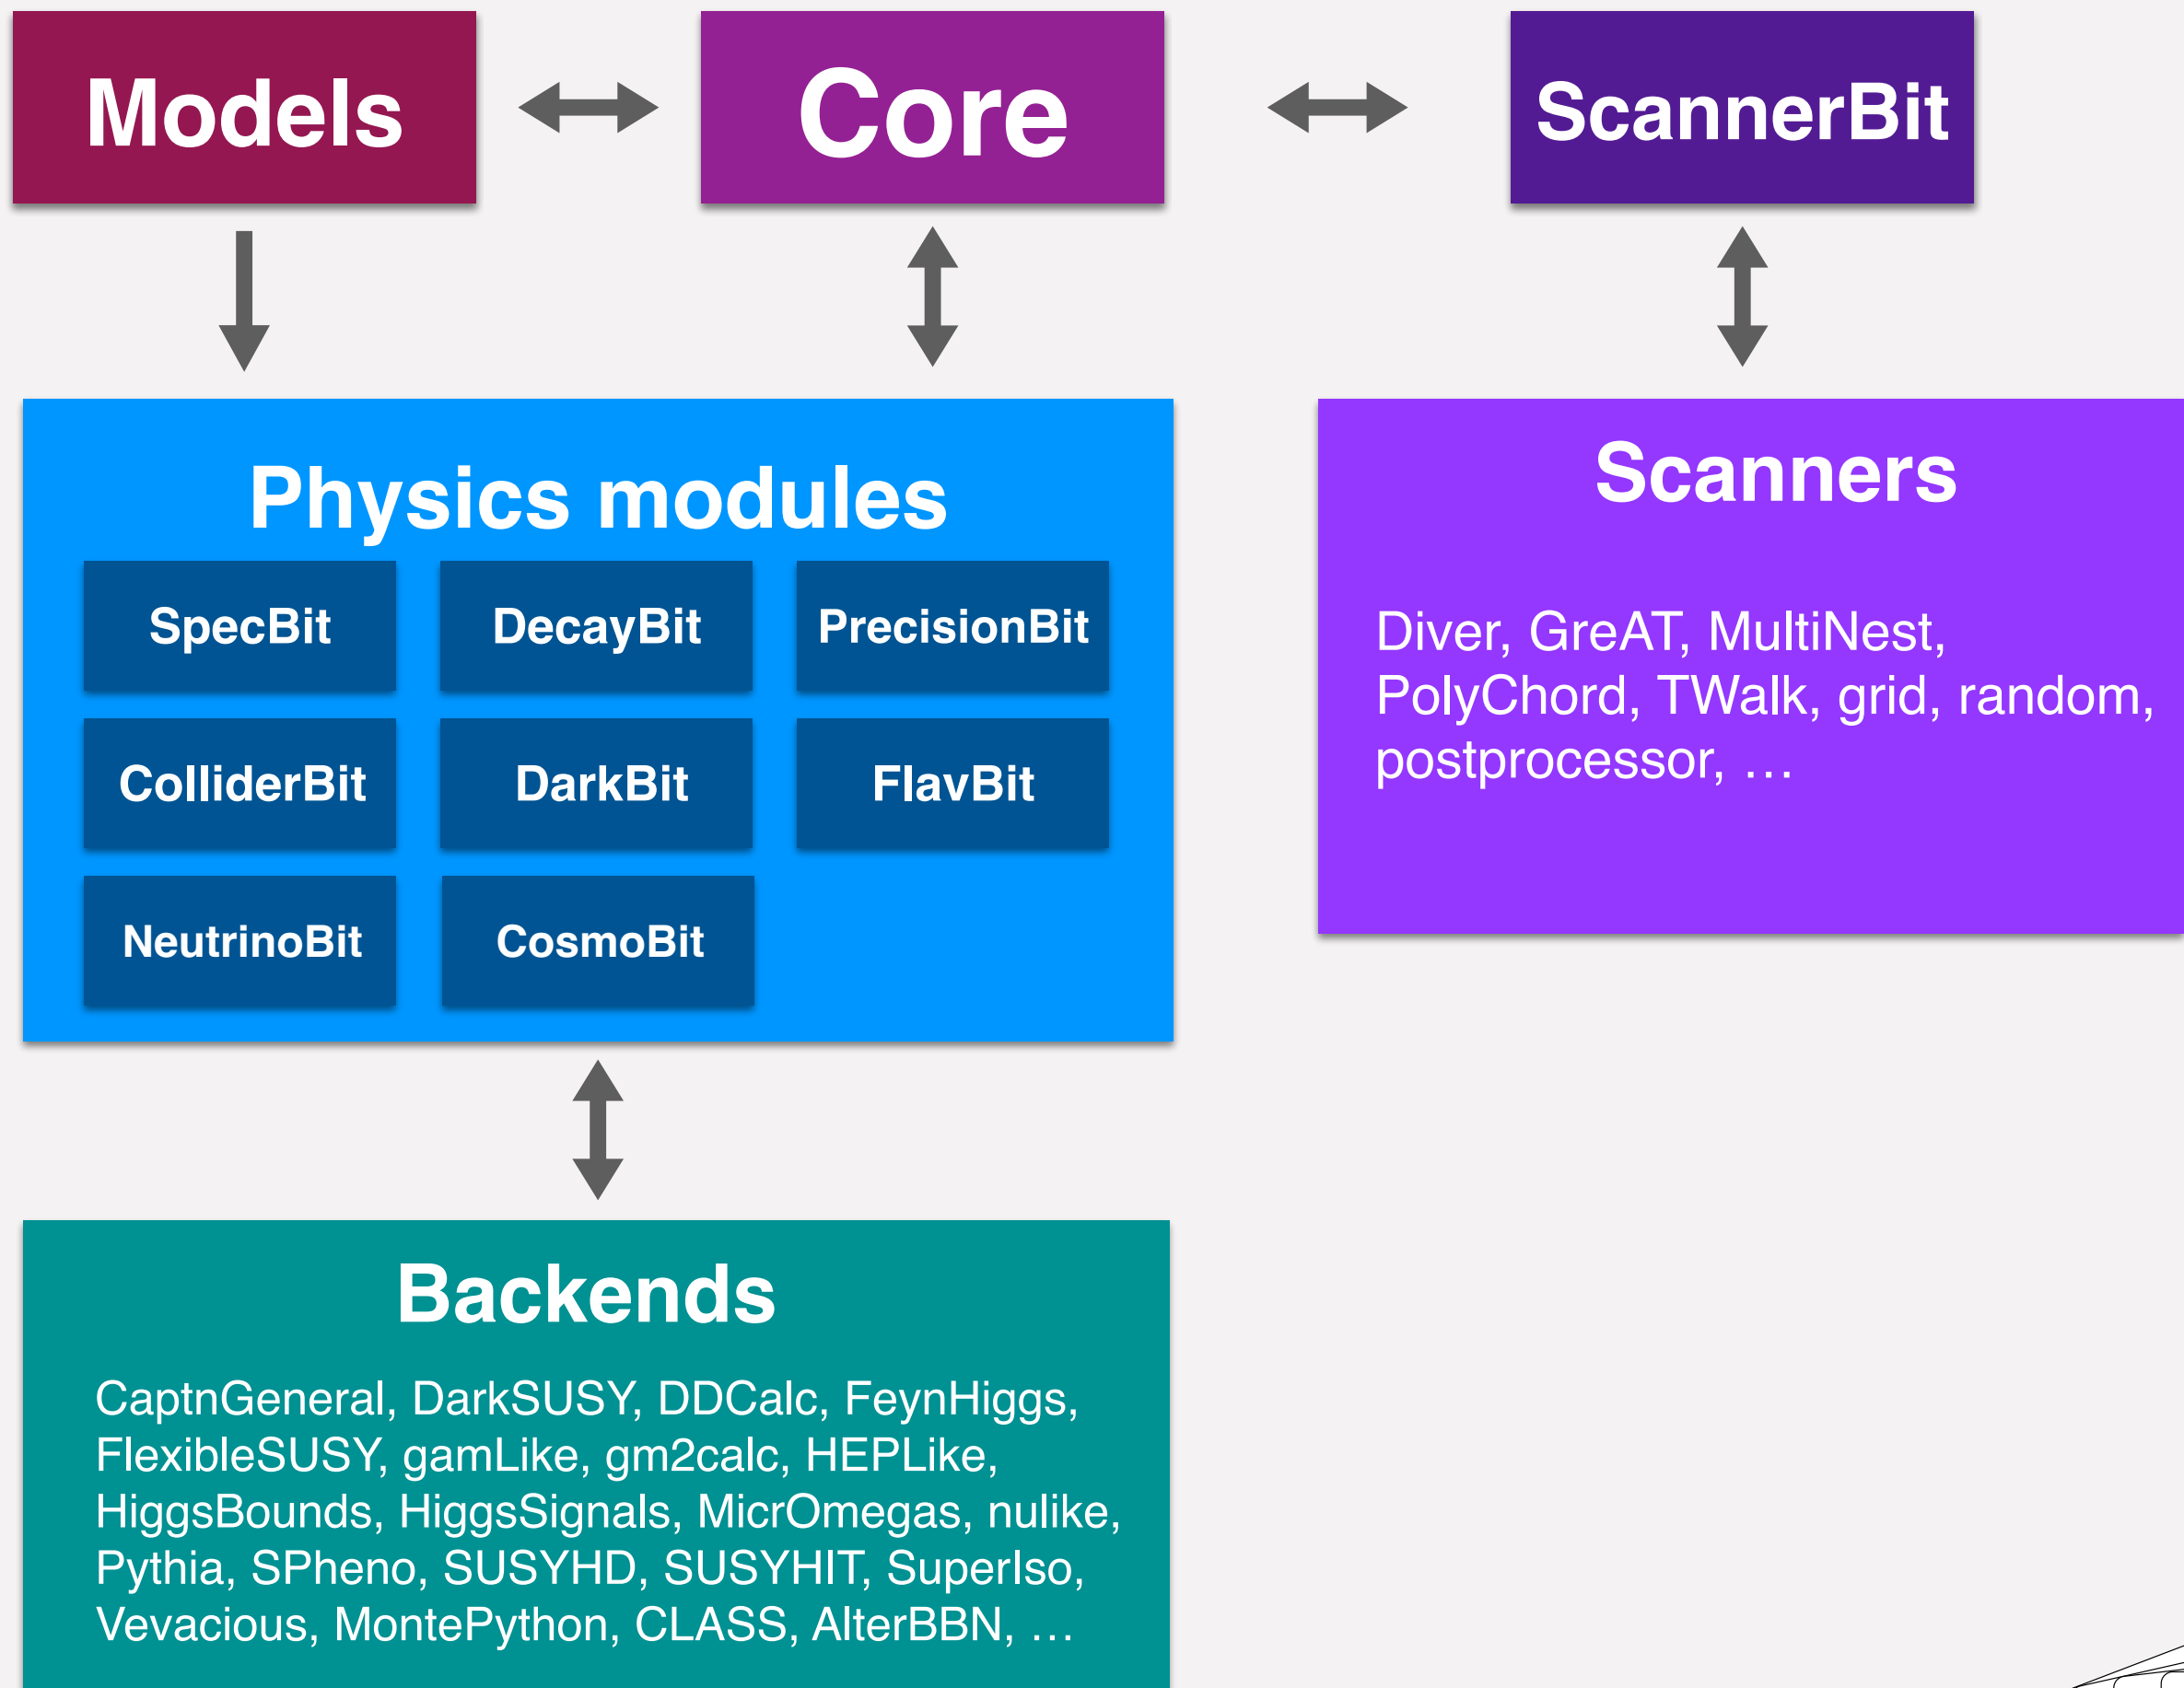 Models
Core
ScannerBit
Physics modules
SpecBit
DecayBit
PrecisionBit
ColliderBit
DarkBit
FlavBit
NeutrinoBit
CosmoBit
Scanners
Diver, GreAT, MultiNest,
PolyChord, TWalk, grid, random,
postprocessor, …
Backends
CaptnGeneral, DarkSUSY, DDCalc, FeynHiggs,
FlexibleSUSY, gamLike, gm2calc, HEPLike,
HiggsBounds, HiggsSignals, MicrOmegas, nulike,
Pythia, SPheno, SUSYHD, SUSYHIT, SuperIso,
Vevacious, MontePython, CLASS, AlterBBN, …